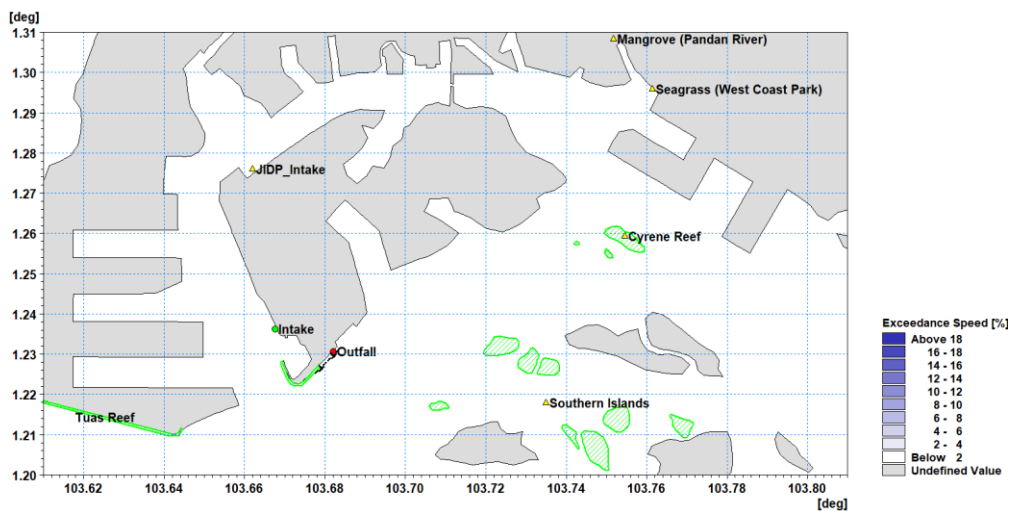 [deg]
1.31
1.30
1.29
1.28
1.27
1.26
1.25
1.24
1.23
1.22
1.21
1.20
Mangrove (Pandan River)
Seagrass (West Coast Park)
JIDP_Intake
Cyrene Reef
Intake
Outfall
Southern Islands
Tuas Reef
103.62 103.64 103.66 103.68 103.70 103.72 103.74 103.76 103.78 103.80
[deg]
Exceedance Speed [%]
Above 18
16 - 18
14 - 16
12 - 14
10 - 12
8 - 10
6 - 8
4 - 6
2 - 4
Below 2
Undefined Value